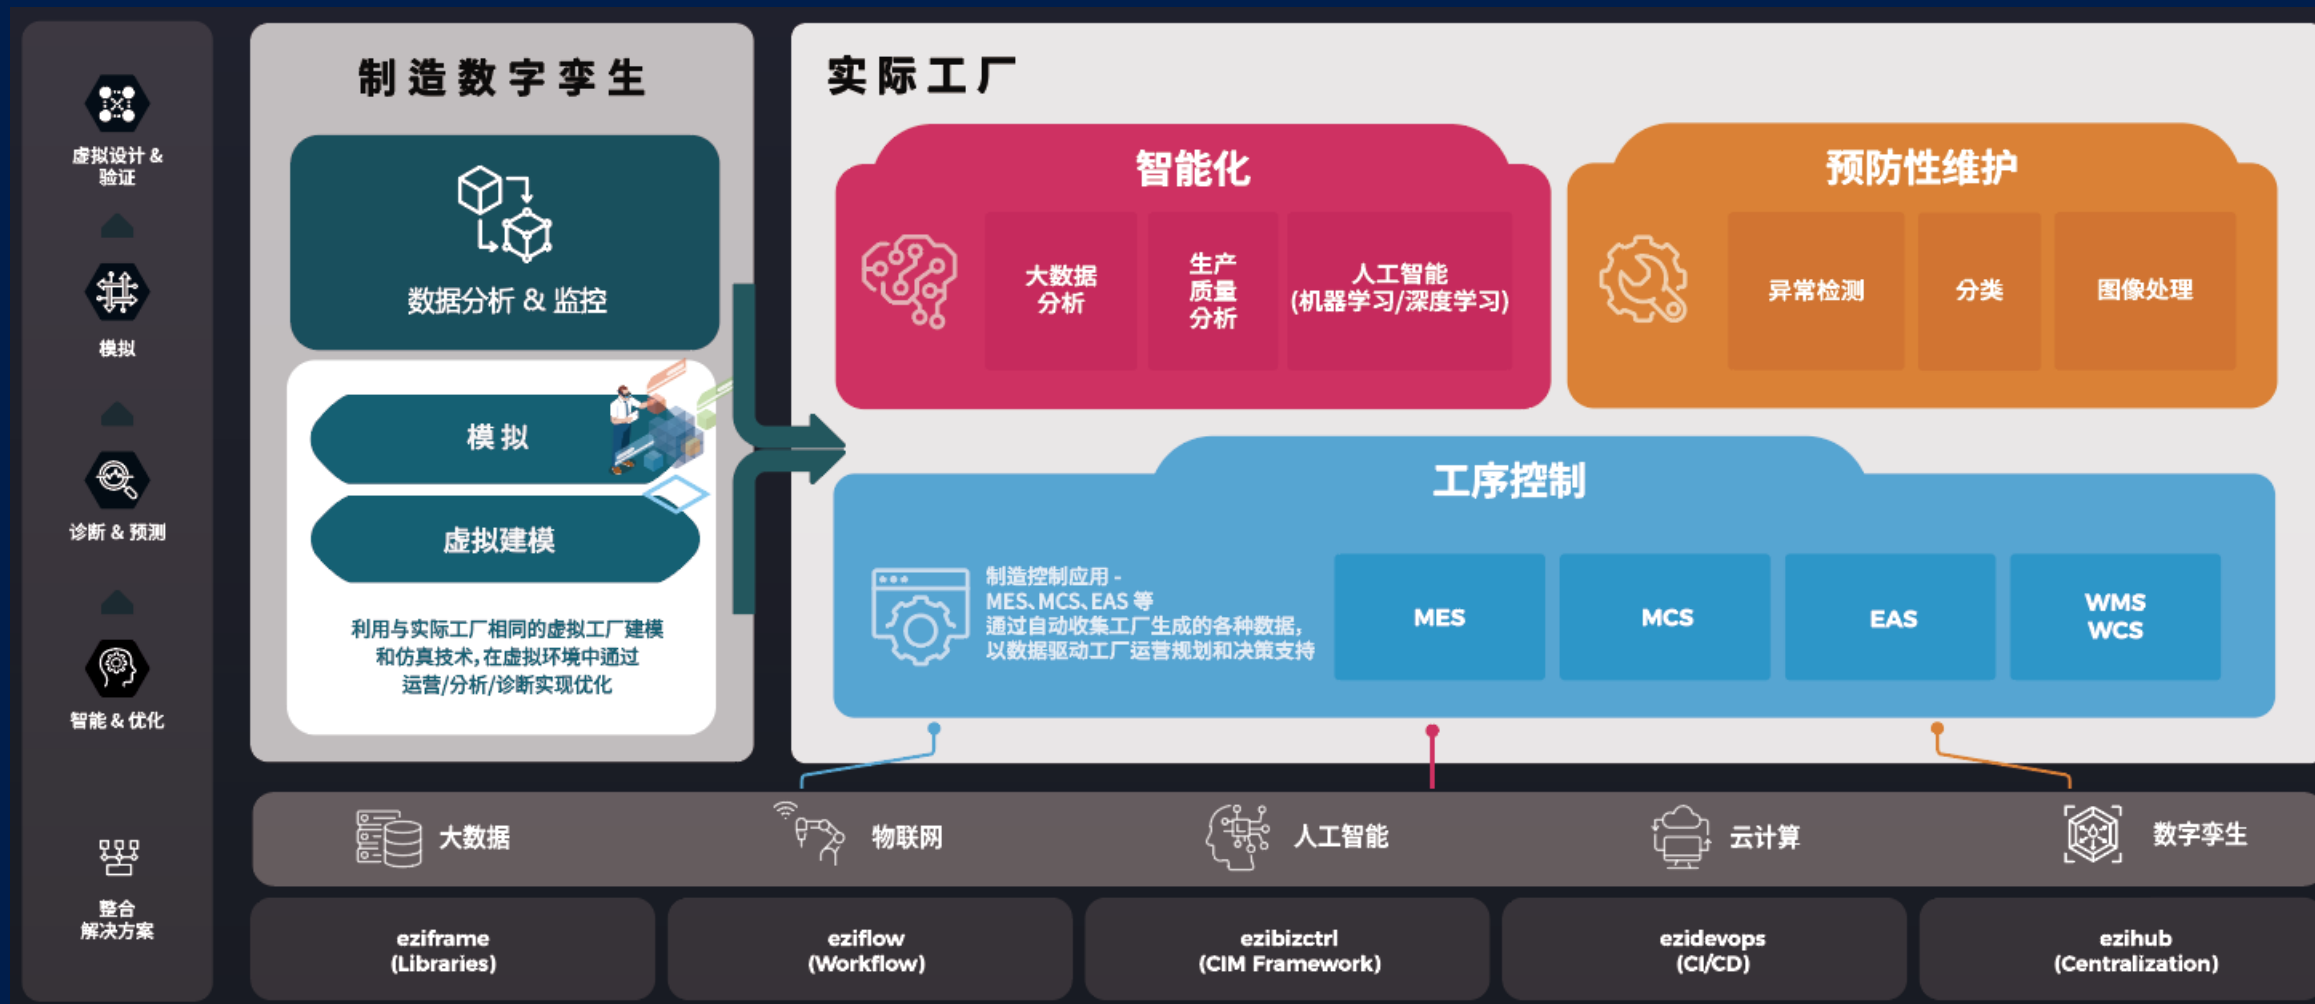 虚拟设计 &
验证
模拟
诊断 & 预测
智能 & 优化
整合
解决方案
制造数字孪生
数据分析 & 监控
模拟
虚拟建模
利用与实际工厂相同的虚拟工厂建模
和仿真技术，在虚拟环境中通过
运营/分析/诊断实现优化
实际工厂
智能化
大数据
分析
生产
质量
分析
人工智能
(机器学习/深度学习)
预防性维护
异常检测
分类
图像处理
工序控制
制造控制应用 -
MES、MCS、EAS 等
通过自动收集工厂生成的各种数据，
以数据驱动工厂运营规划和决策支持
MES
MCS
EAS
WMS
WCS
大数据
物联网
人工智能
云计算
数字孪生
eziframe
(Libraries)
eziflow
(Workflow)
ezibizctrl
(CIM Framework)
ezidevops
(CI/CD)
ezihub
(Centralization)